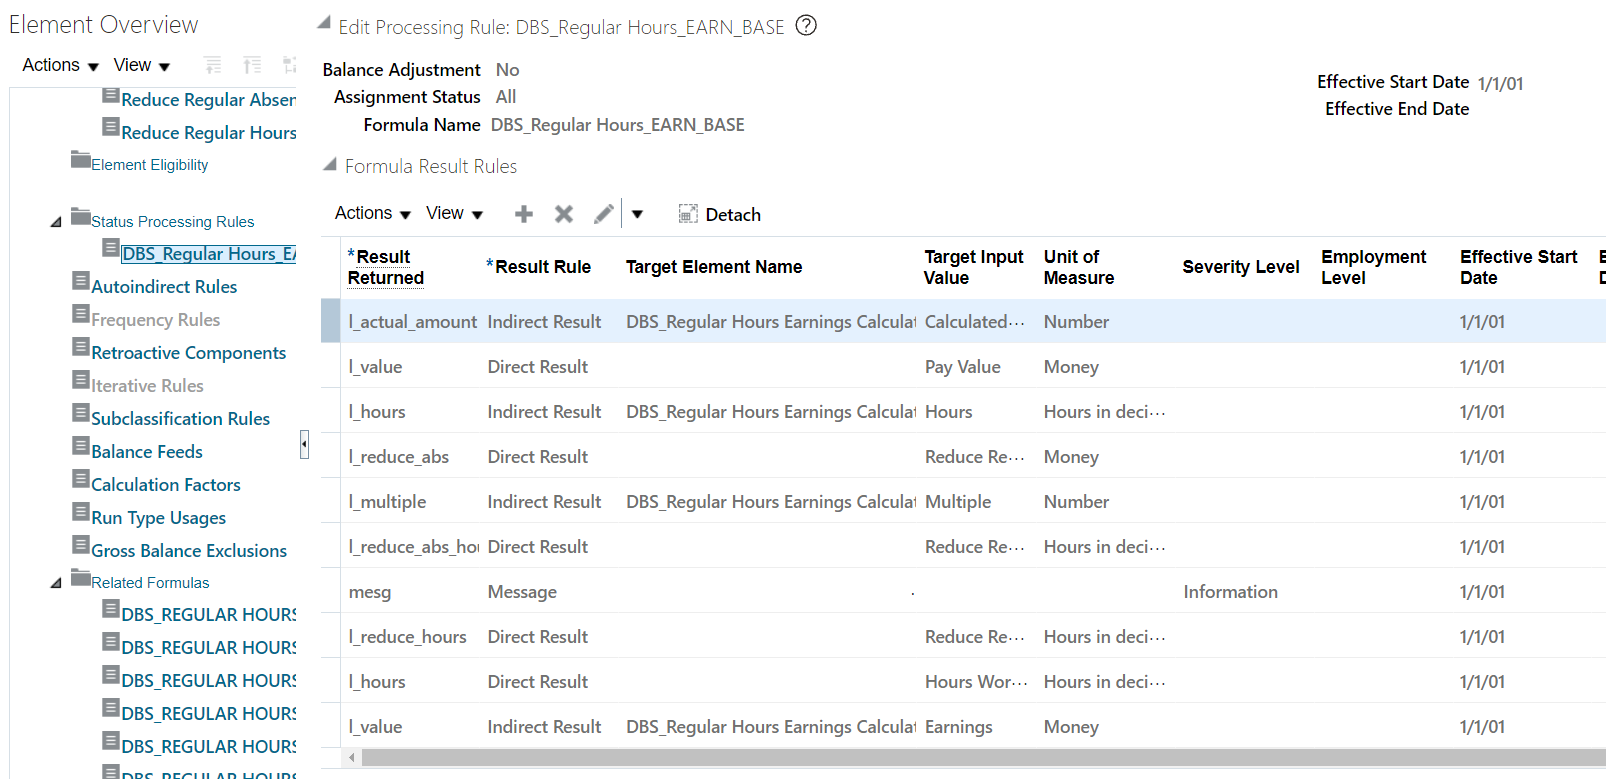 Element Overview
Actions View
Reduce Regular Absen
Reduce Regular Hours
Element Eligibility
Status Processing Rules
DBS_Regular Hours_EA
Autoindirect Rules
Frequency Rules
Retroactive Components
Iterative Rules
Subclassification Rules
Balance Feeds
Calculation Factors
Run Type Usages
Gross Balance Exclusions
Related Formulas
DBS_REGULAR HOURS
DBS_REGULAR HOURS
DBS_REGULAR HOURS
DBS_REGULAR HOURS
DBS_REGULAR HOURS
DBS_REGULAR HOURS
Edit Processing Rule: DBS_Regular Hours_EARN_BASE ?
Balance Adjustment No
Assignment Status All
Formula Name DBS_Regular Hours_EARN_BASE
Effective Start Date 1/1/01
Effective End Date
Formula Result Rules
Actions View Detach
*Result Returned *Result Rule Target Element Name Target Input Value Unit of Measure Severity Level Employment Level Effective Start Date
l_actual_amount Indirect Result DBS_Regular Hours Earnings Calculat Calculated... Number 1/1/01
l_value Direct Result Pay Value Money 1/1/01
l_hours Indirect Result DBS_Regular Hours Earnings Calculat Hours Hours in deci... 1/1/01
l_reduce_abs Direct Result Reduce Re... Money 1/1/01
l_multiple Indirect Result DBS_Regular Hours Earnings Calculat Multiple Number 1/1/01
l_reduce_abs_hou Direct Result Reduce Re... Hours in deci... 1/1/01
mesg Message Information 1/1/01
l_reduce_hours Direct Result Reduce Re... Hours in deci... 1/1/01
l_hours Direct Result Hours Wor... Hours in deci... 1/1/01
l_value Indirect Result DBS_Regular Hours Earnings Calculat Earnings Money 1/1/01